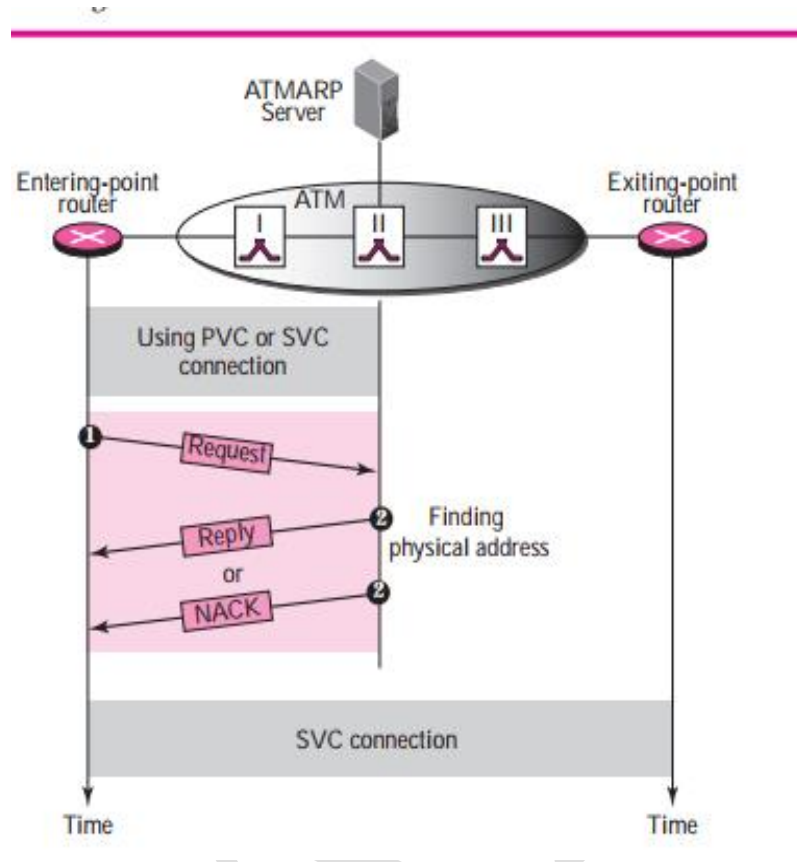 ATMARP
Server
Entering-point
router
ATM
Exiting-point
router
I
II
III
Using PVC or SVC
connection
1
Request
2
Finding
Reply
physical address
or
2
NACK
SVC connection
Time
Time